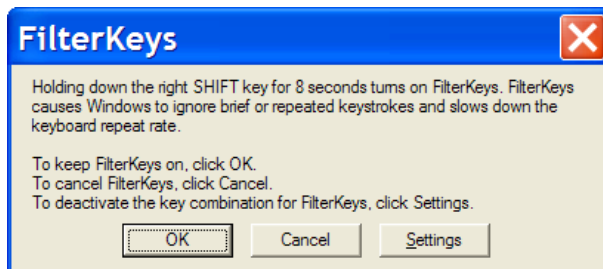 FilterKeys
Holding down the right SHIFT key for 8 seconds turns on FilterKeys. FilterKeys
causes Windows to ignore brief or repeated keystrokes and slows down the
keyboard repeat rate.
To keep FilterKeys on, click OK.
To cancel FilterKeys, click Cancel.
To deactivate the key combination for FilterKeys, click Settings.
OK Cancel Settings